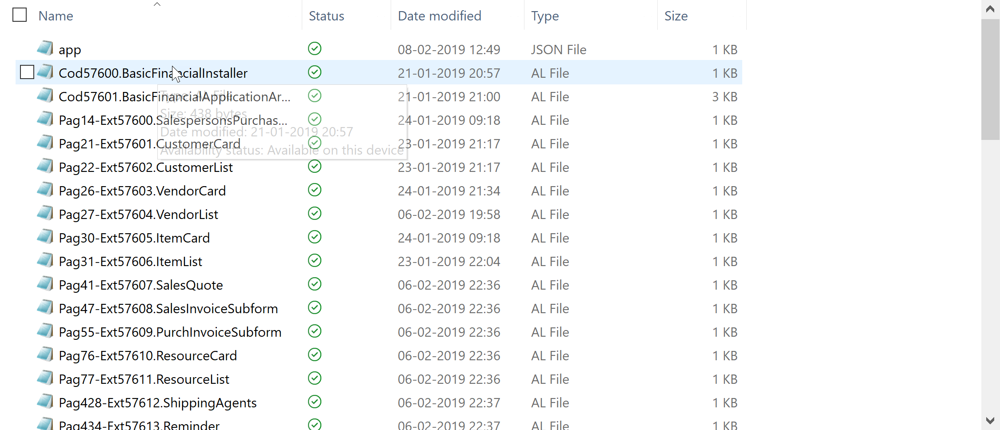 Name Status Date modified Type Size
app 08-02-2019 12:49 JSON File 1 KB
Cod57600.BasicFinancialInstaller 21-01-2019 20:57 AL File 1 KB
Cod57601.BasicFinancialApplicationAr... 21-01-2019 21:00 AL File 3 KB
Type: AL File
Size: 438 bytes
Pag14-Ext57600.SalespersonsPurchas... 24-01-2019 09:18 AL File 1 KB
Date modified: 21-01-2019 20:57
Pag21-Ext57601.CustomerCard 23-01-2019 21:17 AL File 1 KB
Availability status: Available on this device
Pag22-Ext57602.CustomerList 23-01-2019 21:17 AL File 1 KB
Pag26-Ext57603.VendorCard 24-01-2019 21:34 AL File 1 KB
Pag27-Ext57604.VendorList 06-02-2019 19:58 AL File 1 KB
Pag30-Ext57605.ItemCard 24-01-2019 09:18 AL File 1 KB
Pag31-Ext57606.ItemList 23-01-2019 22:04 AL File 1 KB
Pag41-Ext57607.SalesQuote 06-02-2019 22:36 AL File 1 KB
Pag47-Ext57608.SalesInvoiceSubform 06-02-2019 22:36 AL File 1 KB
Pag55-Ext57609.PurchInvoiceSubform 06-02-2019 22:36 AL File 1 KB
Pag76-Ext57610.ResourceCard 06-02-2019 22:36 AL File 1 KB
Pag77-Ext57611.ResourceList 06-02-2019 22:36 AL File 1 KB
Pag428-Ext57612.ShippingAgents 06-02-2019 22:37 AL File 1 KB
Pag434-Ext57613.Reminder 06-02-2019 22:37 AL File 1 KB